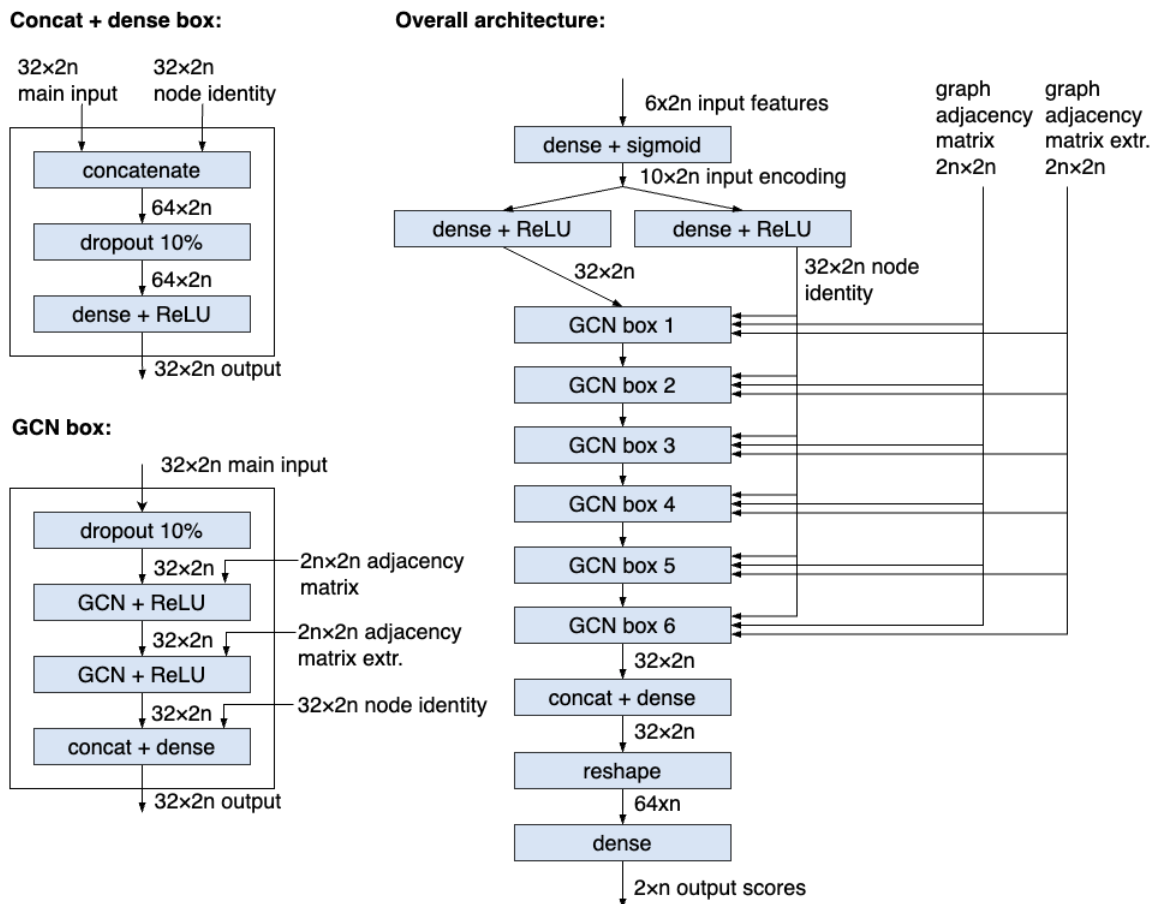 Concat + dense box:
32×2n
main input
32×2n
node identity
concatenate
64×2n
dropout 10%
64×2n
dense + ReLU
32×2n output
GCN box:
32×2n main input
dropout 10%
32×2n
2n×2n adjacency
matrix
GCN + ReLU
32×2n
2n×2n adjacency
matrix extr.
GCN + ReLU
32×2n
32×2n node identity
concat + dense
32×2n output
Overall architecture:
6x2n input features
graph
adjacency
matrix
2n×2n
graph
adjacency
matrix extr.
2n×2n
dense + sigmoid
10×2n input encoding
dense + ReLU
dense + ReLU
32×2n
32×2n node
identity
GCN box 1
GCN box 2
GCN box 3
GCN box 4
GCN box 5
GCN box 6
32×2n
concat + dense
32×2n
reshape
64xn
dense
2×n output scores